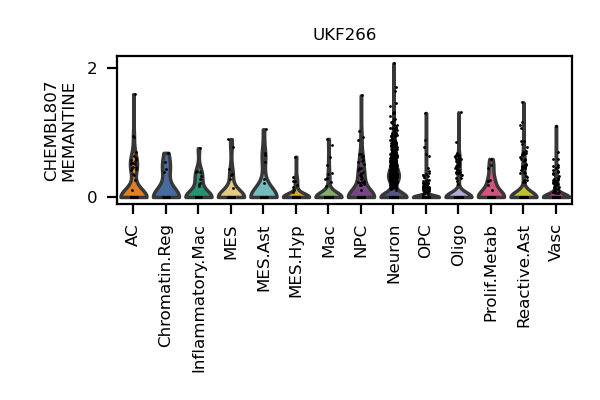 UKF266
CHEMBL807
MEMANTINE
2
0
AC
Chromatin.Reg
Inflammatory.Mac
MES
MES.Ast
MES.Hyp
Mac
NPC
Neuron
OPC
Oligo
Prolif.Metab
Reactive.Ast
Vasc